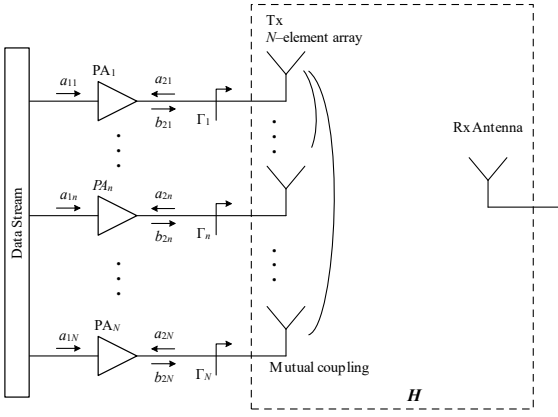 Tx
N–element array
PA1
a11
a21
b21
Γ1
Rx Antenna
Data Stream
PAn
a1n
a2n
b2n
Γn
PAN
a1N
a2N
b2N
ΓN
Mutual coupling
H